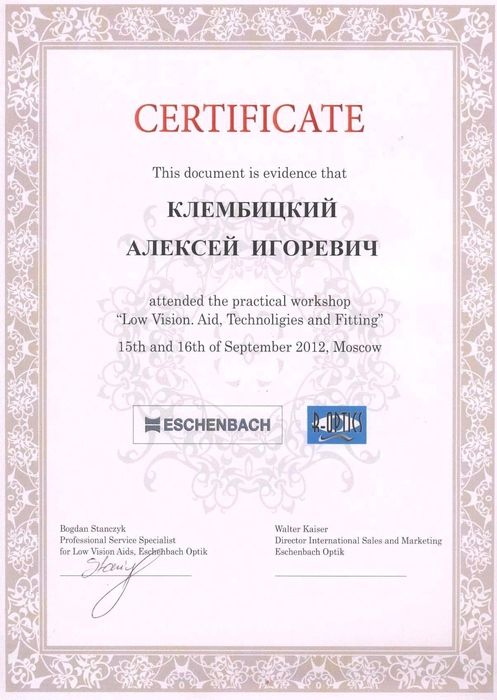 CERTIFICATE
This document is evidence that
КЛЕМБИЦКИЙ
АЛЕКСЕЙ ИГОРЕВИЧ
attended the practical workshop
“Low Vision. Aid, Technoligies and Fitting”
15th and 16th of September 2012, Moscow
ESCHENBACH
R-OPTICS
Bogdan Stanczyk
Professional Service Specialist
for Low Vision Aids, Eschenbach Optik
Walter Kaiser
Director International Sales and Marketing
Eschenbach Optik